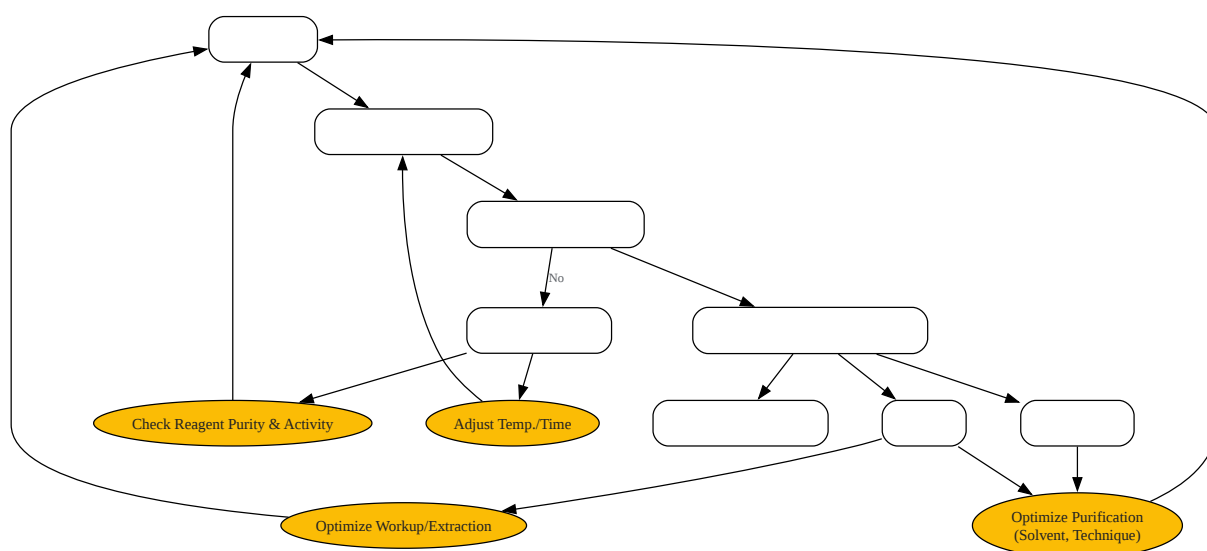 No
Check Reagent Purity & Activity
Adjust Temp./Time
Optimize Workup/Extraction
Optimize Purification
(Solvent, Technique)